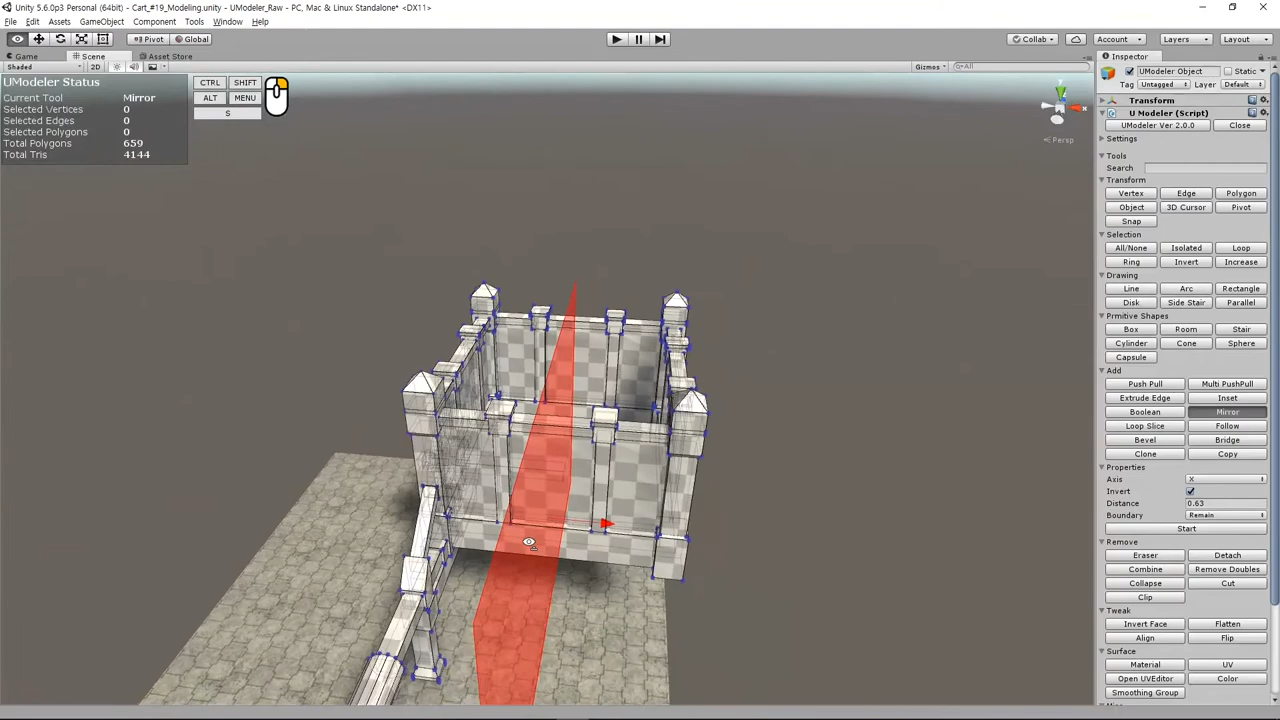 Unity 5.6.0p3 Personal (64bit) - Cart_#19_Modeling.unity - UModeler_Raw - PC, Mac & Linux Standalone* <DX11>
File Edit Assets GameObject Component Tools Window Help
Pivot Global Collab Account Layers Layout
Game Scene Asset Store Inspector
Shaded 2D Gizmos All
UModeler Status
Current Tool Mirror
Selected Vertices 0
Selected Edges 0
Selected Polygons 0
Total Polygons 659
Total Tris 4144
CTRL SHIFT
ALT MENU
S
y
x
Persp
UModeler Object Static
Tag Untagged Layer Default
Transform
U Modeler (Script)
UModeler Ver 2.0.0 Close
Settings
Tools
Search
Transform
Vertex Edge Polygon
Object 3D Cursor Pivot
Snap
Selection
All/None Isolated Loop
Ring Invert Increase
Drawing
Line Arc Rectangle
Disk Side Stair Parallel
Prmitive Shapes
Box Room Stair
Cylinder Cone Sphere
Capsule
Add
Push Pull Multi PushPull
Extrude Edge Inset
Boolean Mirror
Loop Slice Follow
Bevel Bridge
Clone Copy
Properties
Axis X
Invert
Distance 0.63
Boundary Remain
Start
Remove
Eraser Detach
Combine Remove Doubles
Collapse Cut
Clip
Tweak
Invert Face Flatten
Align Flip
Surface
Material UV
Open UVEditor Color
Smoothing Group